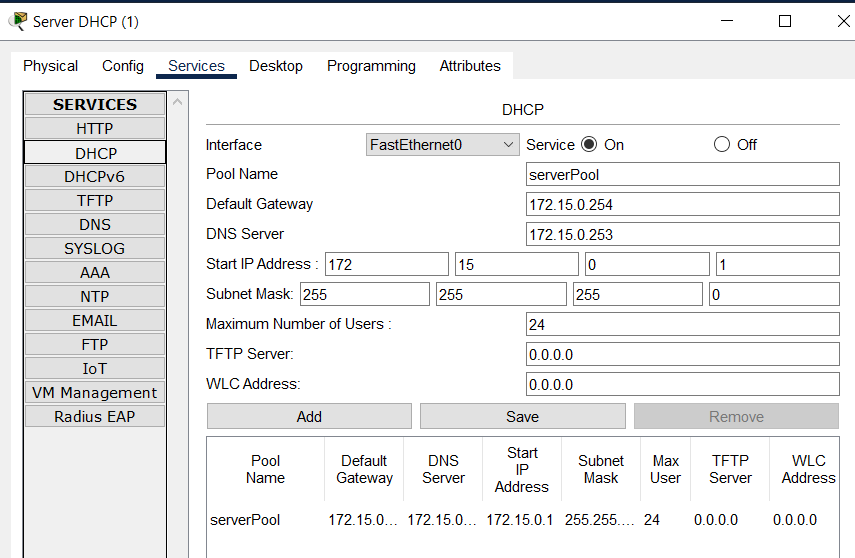 Server DHCP (1)
Physical Config Services Desktop Programming Attributes
SERVICES
HTTP
DHCP
DHCPv6
TFTP
DNS
SYSLOG
AAA
NTP
EMAIL
FTP
IoT
VM Management
Radius EAP
DHCP
Interface FastEthernet0 Service On Off
Pool Name serverPool
Default Gateway 172.15.0.254
DNS Server 172.15.0.253
Start IP Address : 172 15 0 1
Subnet Mask: 255 255 255 0
Maximum Number of Users : 24
TFTP Server: 0.0.0.0
WLC Address: 0.0.0.0
Add Save Remove
Pool Name Default Gateway DNS Server Start IP Address Subnet Mask Max User TFTP Server WLC Address
serverPool 172.15.0... 172.15.0... 172.15.0.1 255.255.... 24 0.0.0.0 0.0.0.0